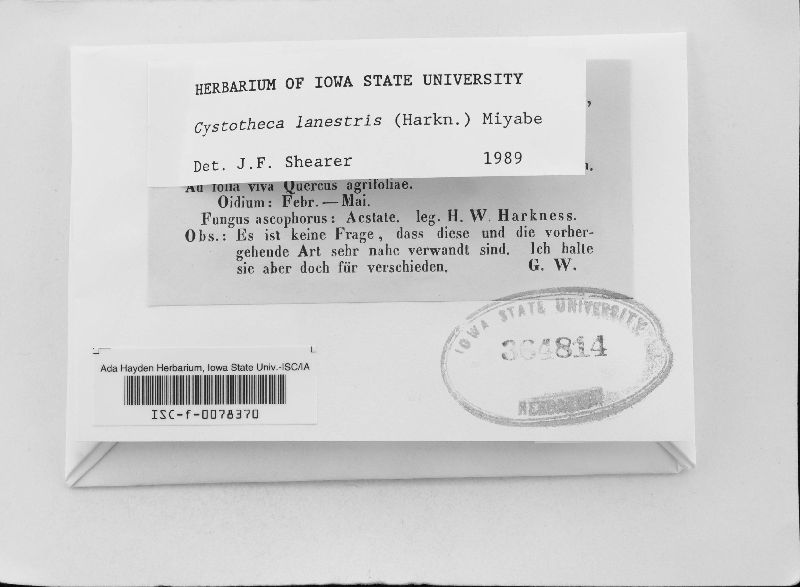 HERBARIUM OF IOWA STATE UNIVERSITY
Cystotheca lanestris (Harkn.) Miyabe
Det. J.F. Shearer 1989
Ad folia viva Quercus agrifoliae.
Oidium: Febr. — Mai.
Fungus ascophorus: Aestate. leg. H. W. Harkness.
Obs.: Es ist keine Frage, dass diese und die vorher-
gehende Art sehr nahe verwandt sind. Ich halte
sie aber doch für verschieden. G. W.
IOWA STATE UNIVERSITY
364814
HERBARIUM
Ada Hayden Herbarium, Iowa State Univ.-ISC/IA
ISC-f-0078370